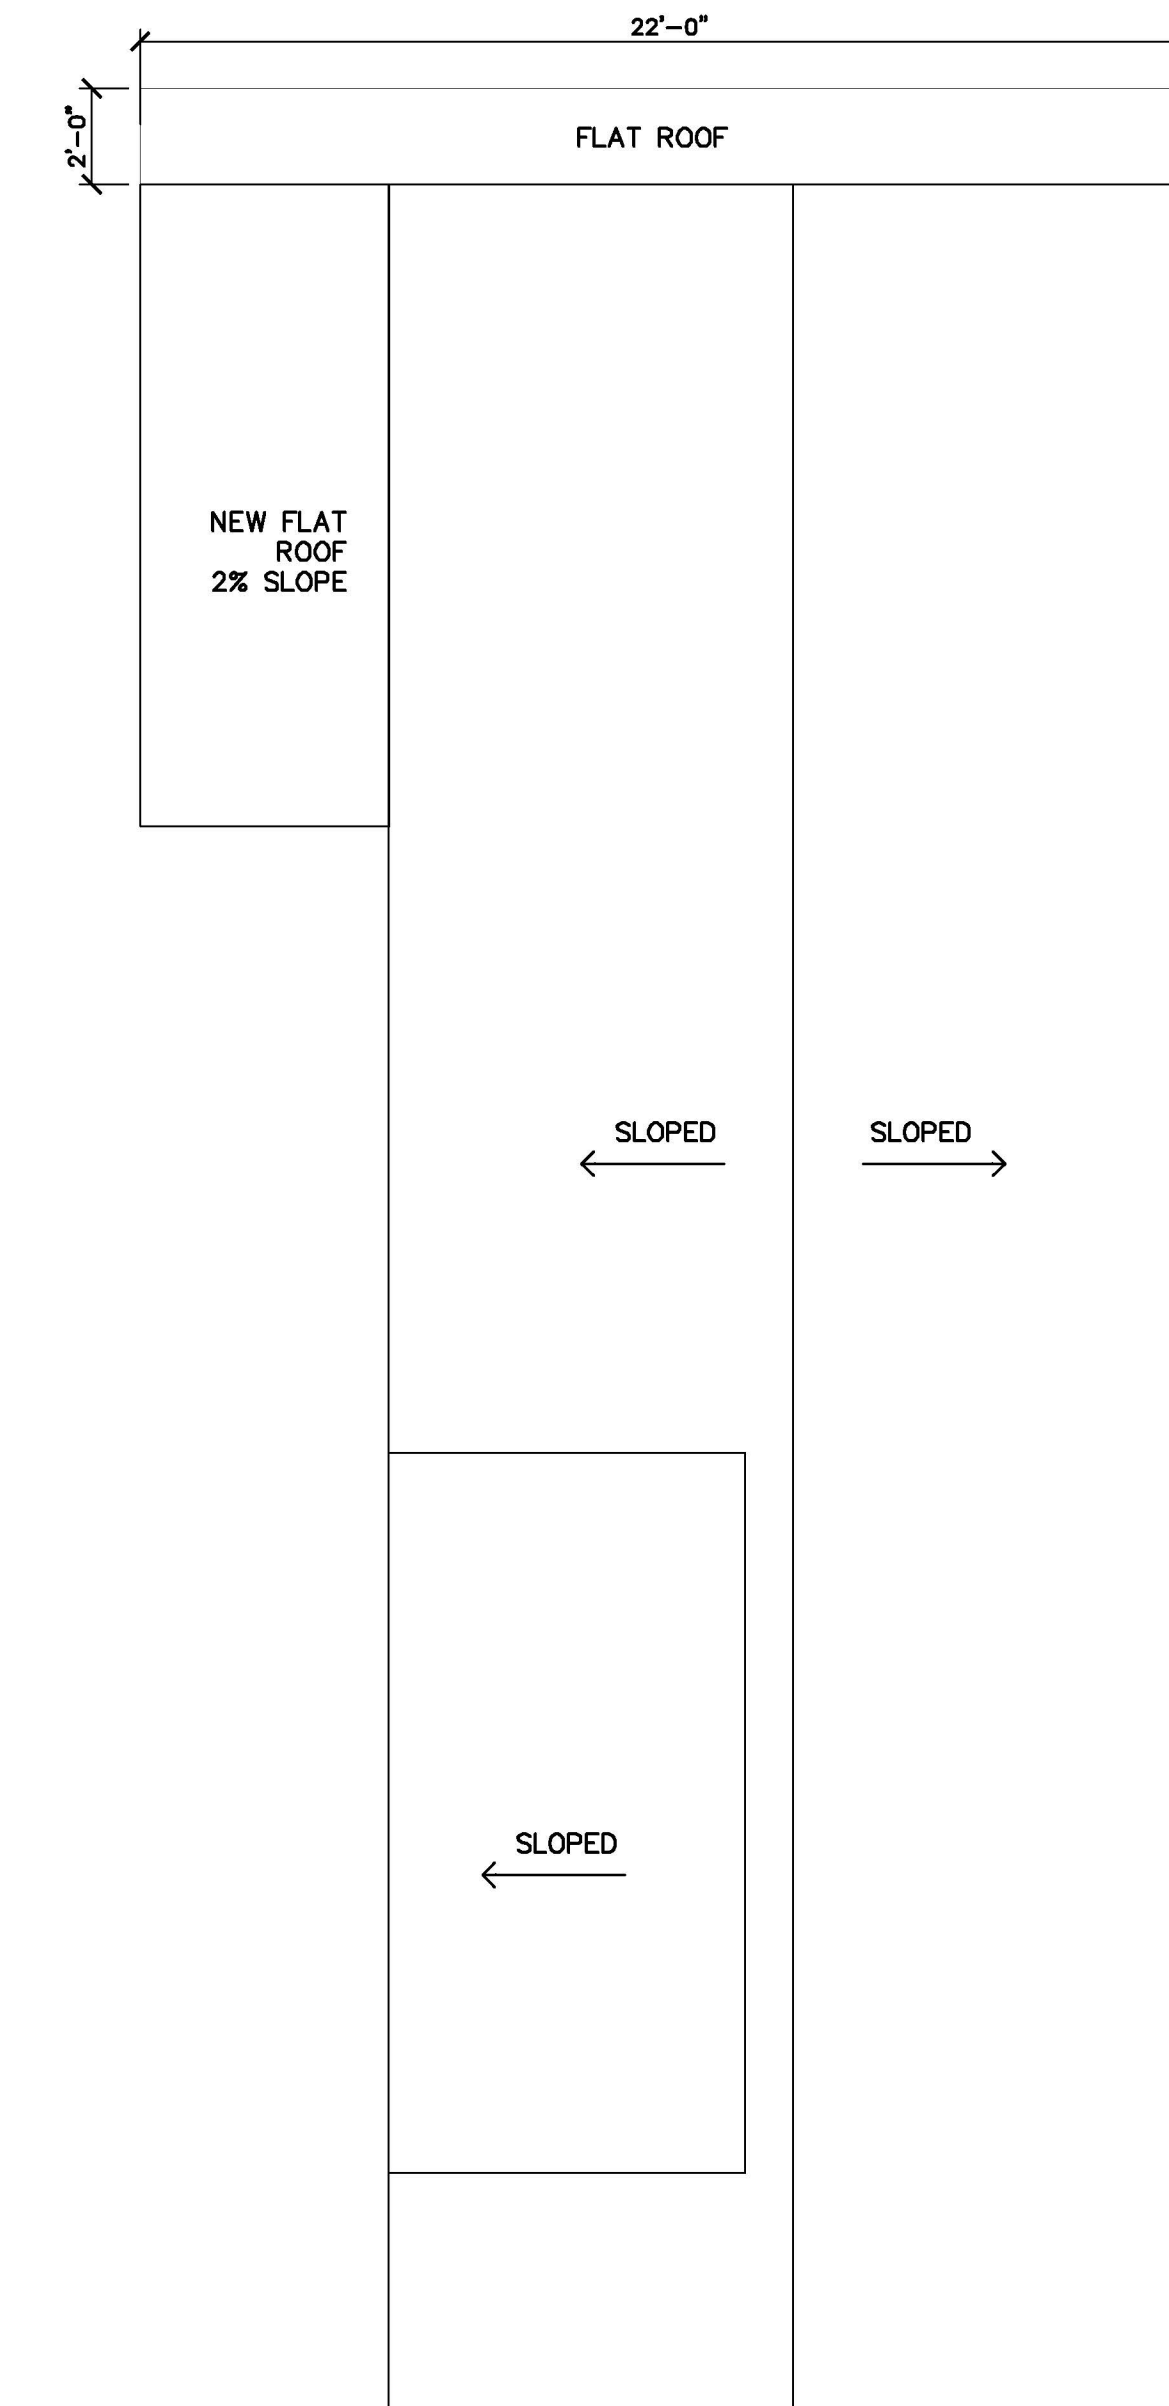 22'-0"
2'-0"
FLAT ROOF
NEW FLAT
ROOF
2% SLOPE
SLOPED
SLOPED
SLOPED